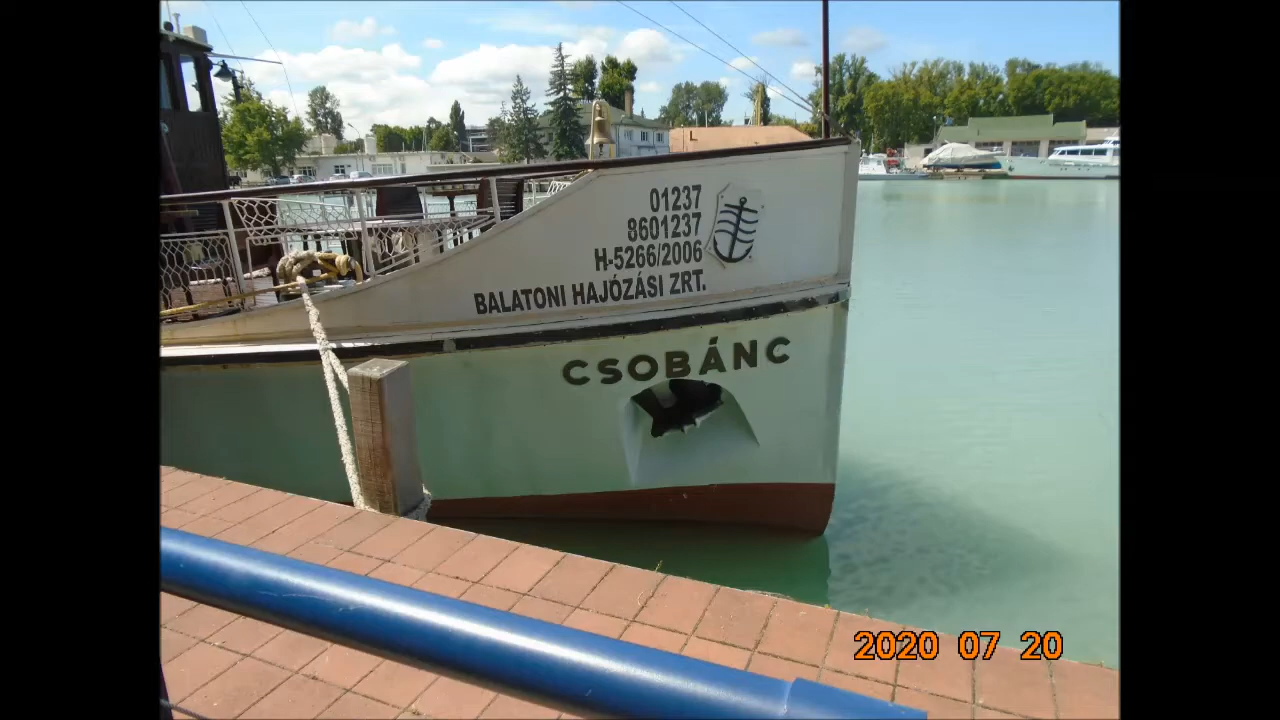 01237
8601237
H-5266/2006
BALATONI HAJÓZÁSI ZRT.
CSOBÁNC
2020 07 20